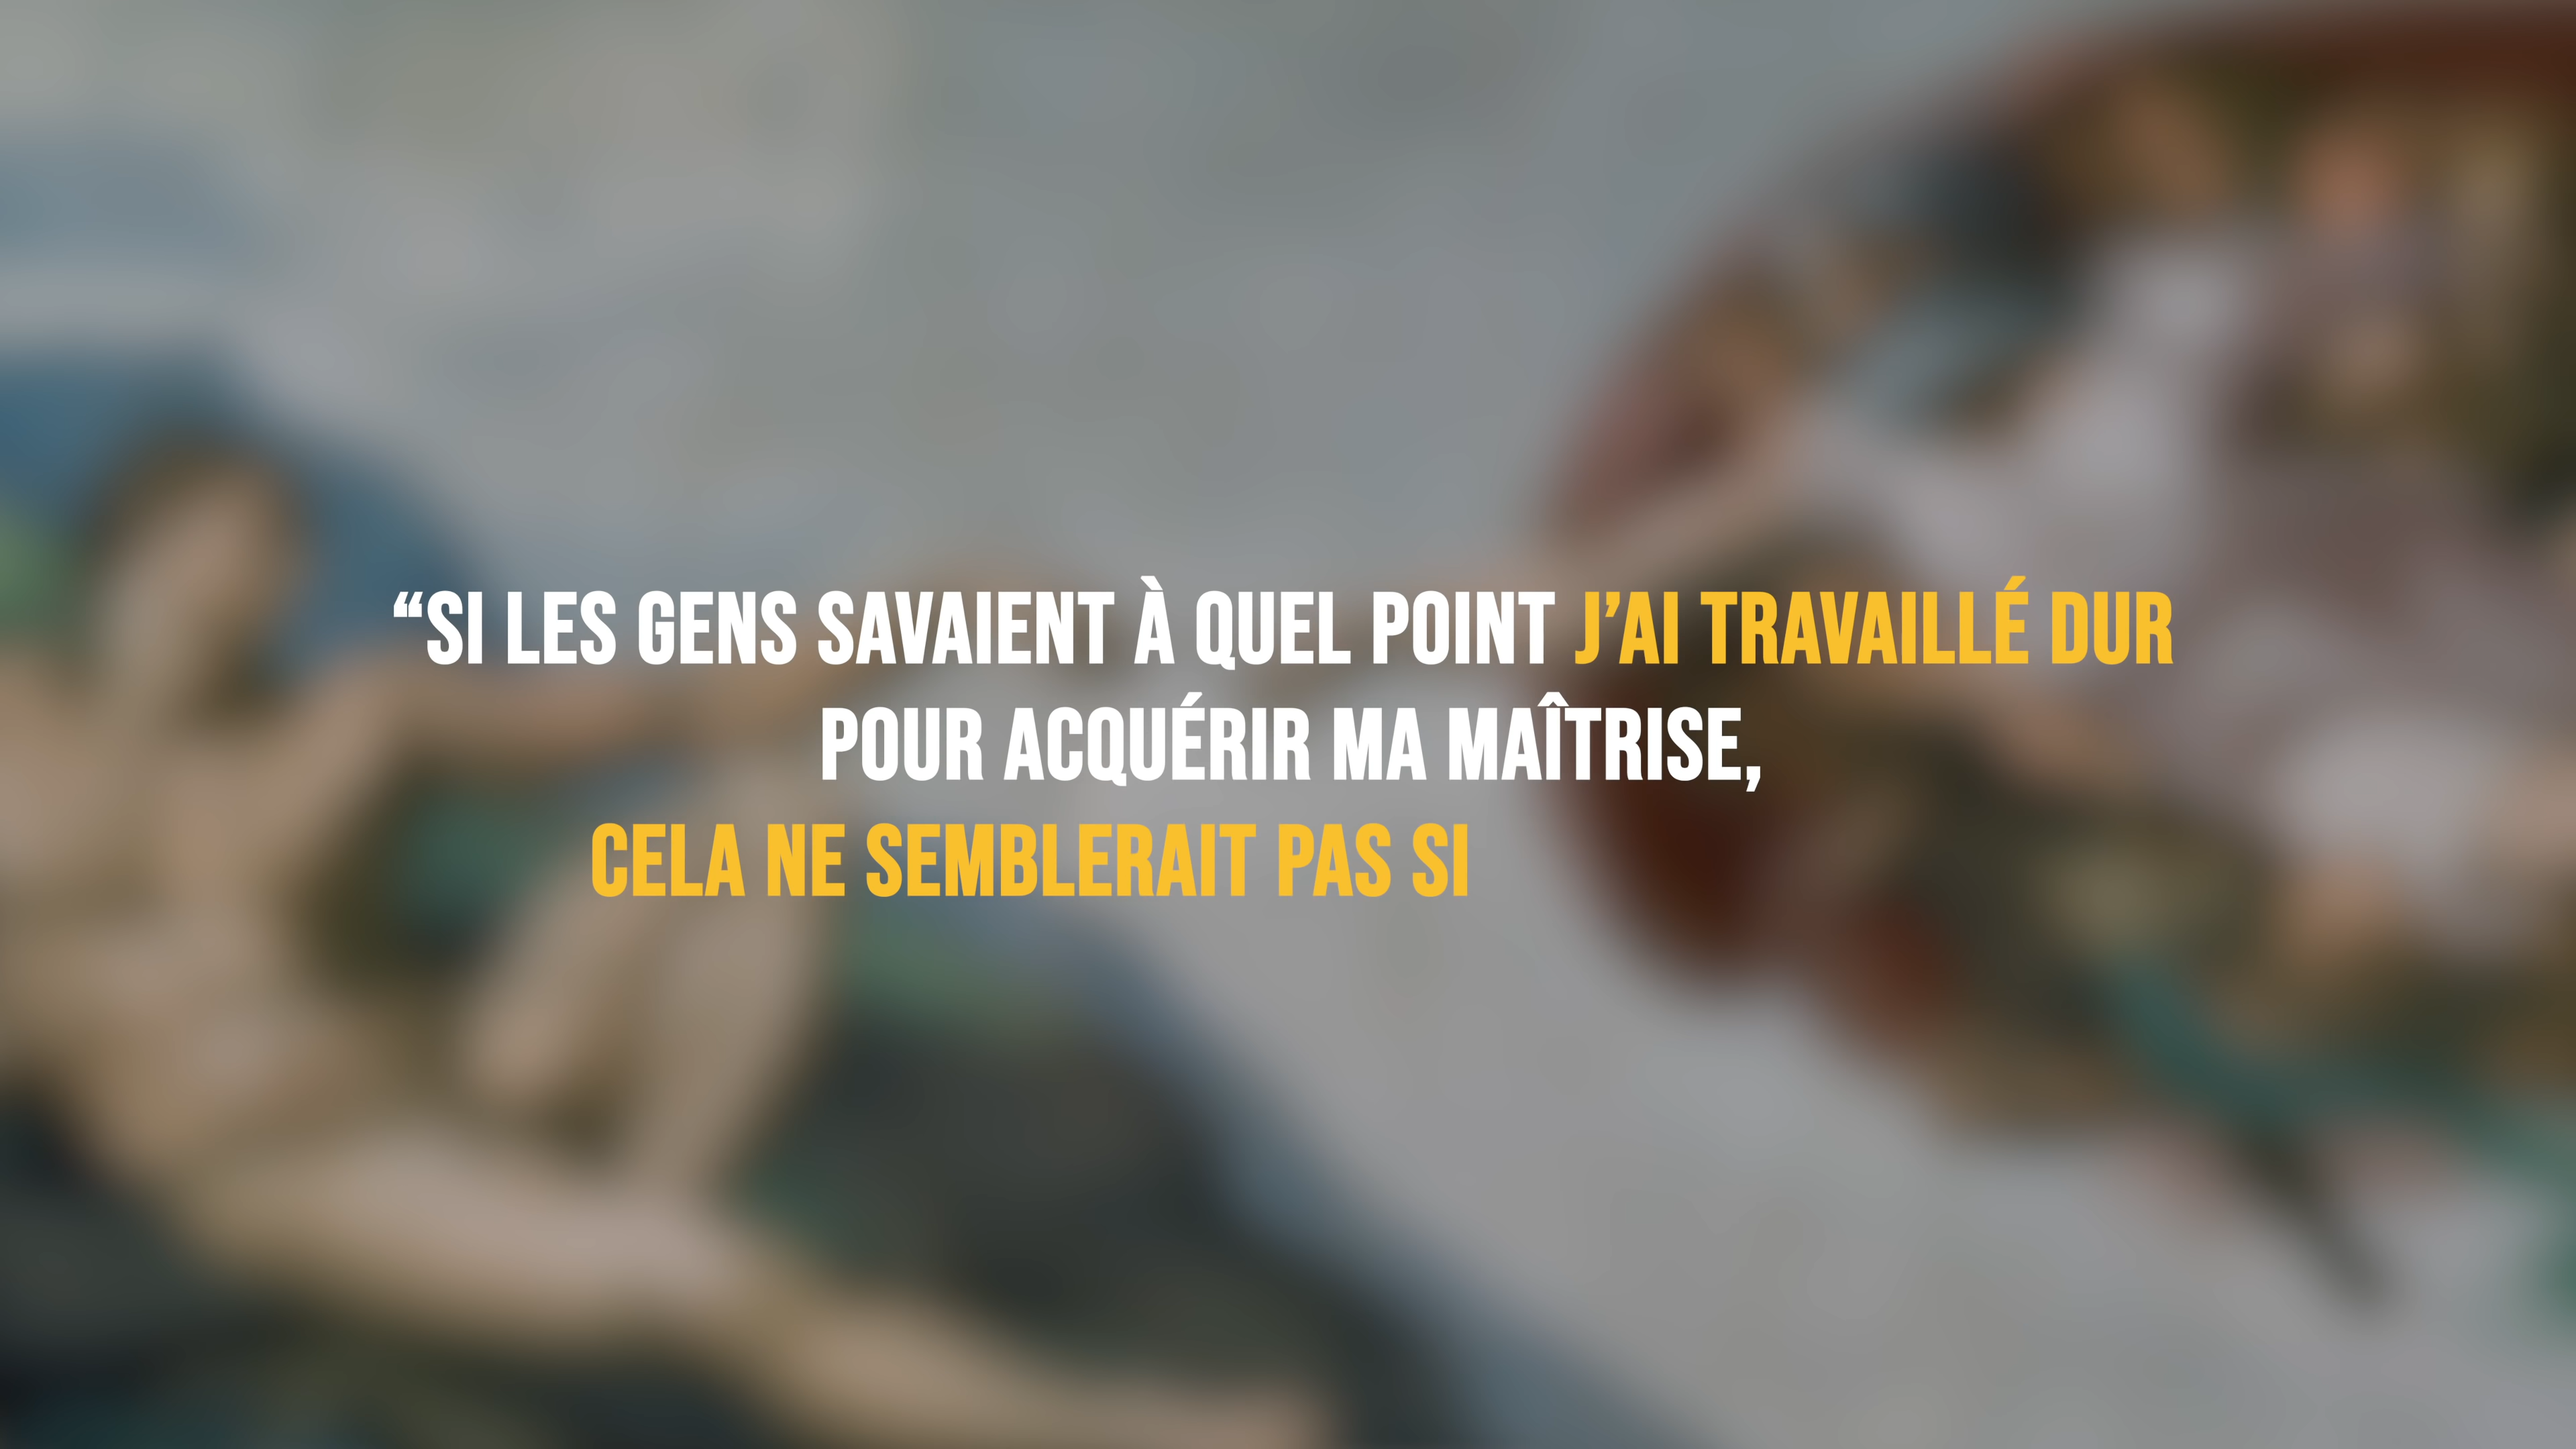 “SI LES GENS SAVAIENT À QUEL POINT J’AI TRAVAILLÉ DUR
POUR ACQUÉRIR MA MAÎTRISE,
CELA NE SEMBLERAIT PAS SI